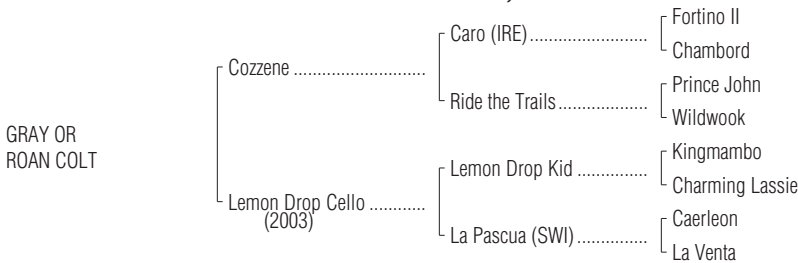 Fortino II
Caro (IRE)
Chambord
Cozzene
Prince John
Ride the Trails
Wildwook
GRAY OR
ROAN COLT
Kingmambo
Lemon Drop Kid
Charming Lassie
Lemon Drop Cello
(2003)
Caerleon
La Pascua (SWI)
La Venta